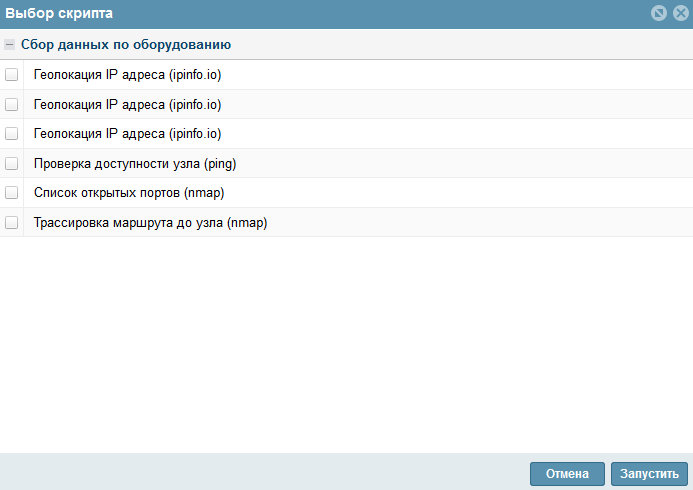 Выбор скрипта
Сбор данных по оборудованию
Геолокация IP адреса (ipinfo.io)
Геолокация IP адреса (ipinfo.io)
Геолокация IP адреса (ipinfo.io)
Проверка доступности узла (ping)
Список открытых портов (nmap)
Трассировка маршрута до узла (nmap)
Отмена Запустить